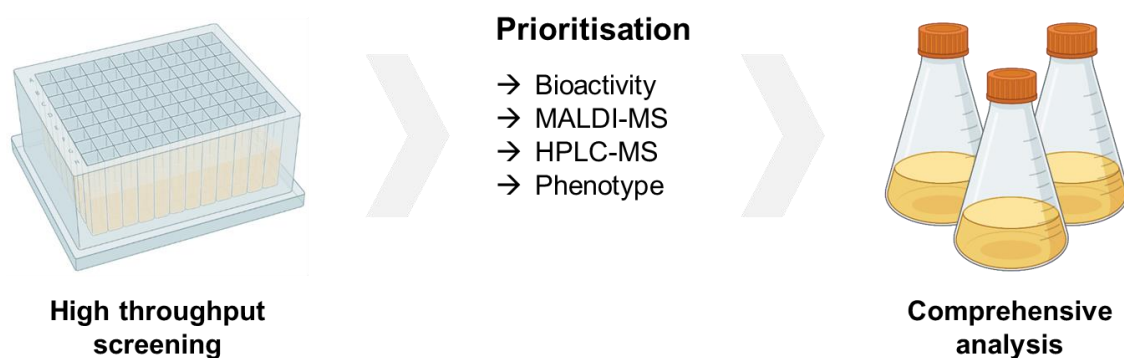 Prioritisation
→ Bioactivity
→ MALDI-MS
→ HPLC-MS
→ Phenotype
High throughput
screening
Comprehensive
analysis